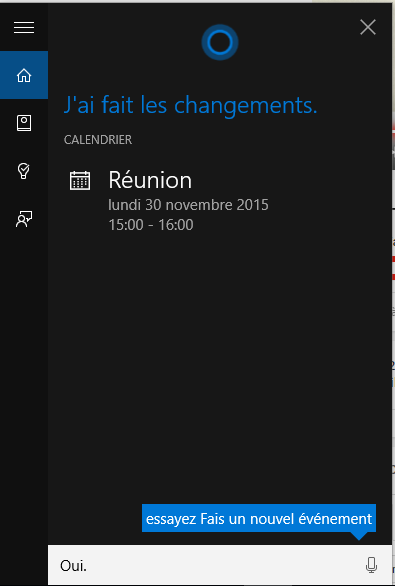 J'ai fait les changements.
CALENDRIER
Réunion
lundi 30 novembre 2015
15:00 - 16:00
essayez Fais un nouvel événement
Oui.